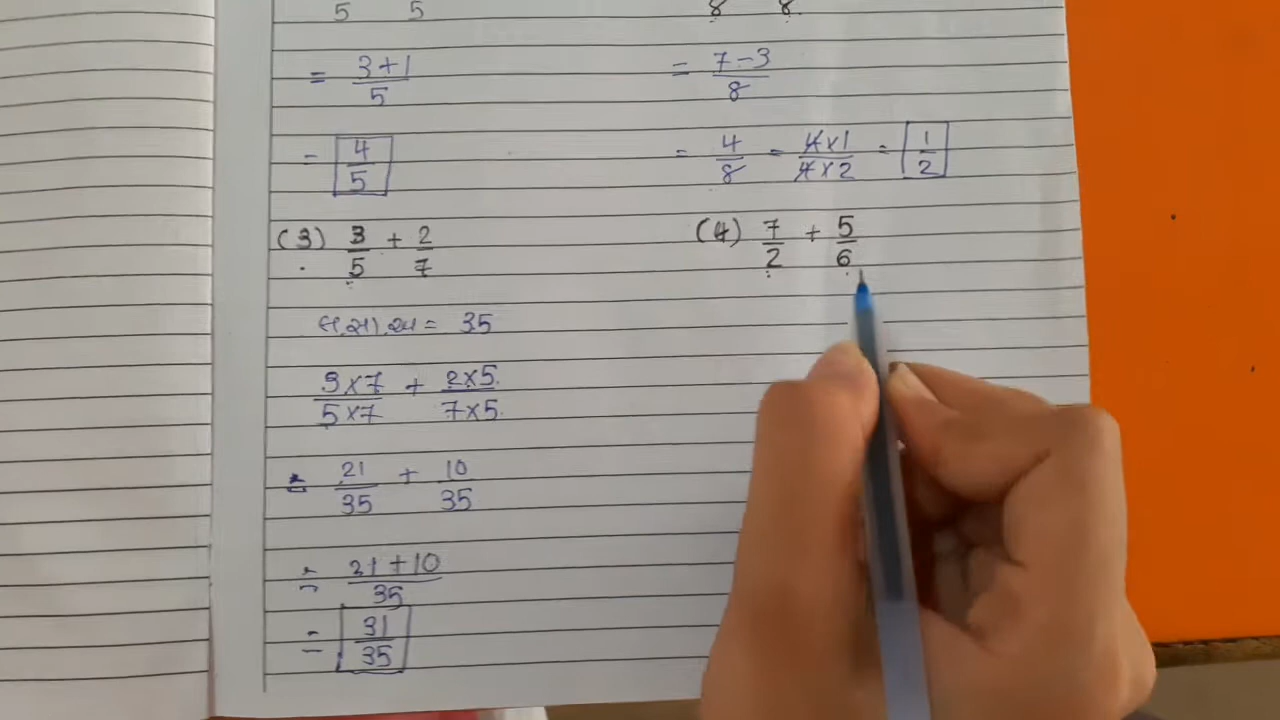 5 5
8 8
= 3+1/5
= 7-3/8
= 4/5
= 4/8 = 4×1/4×2 = 1/2
(3) 3/5 + 2/7
(4) 7/2 + 5/6
= 35
3×7/5×7 + 2×5/7×5
= 21/35 + 10/35
= 21+10/35
= 31/35